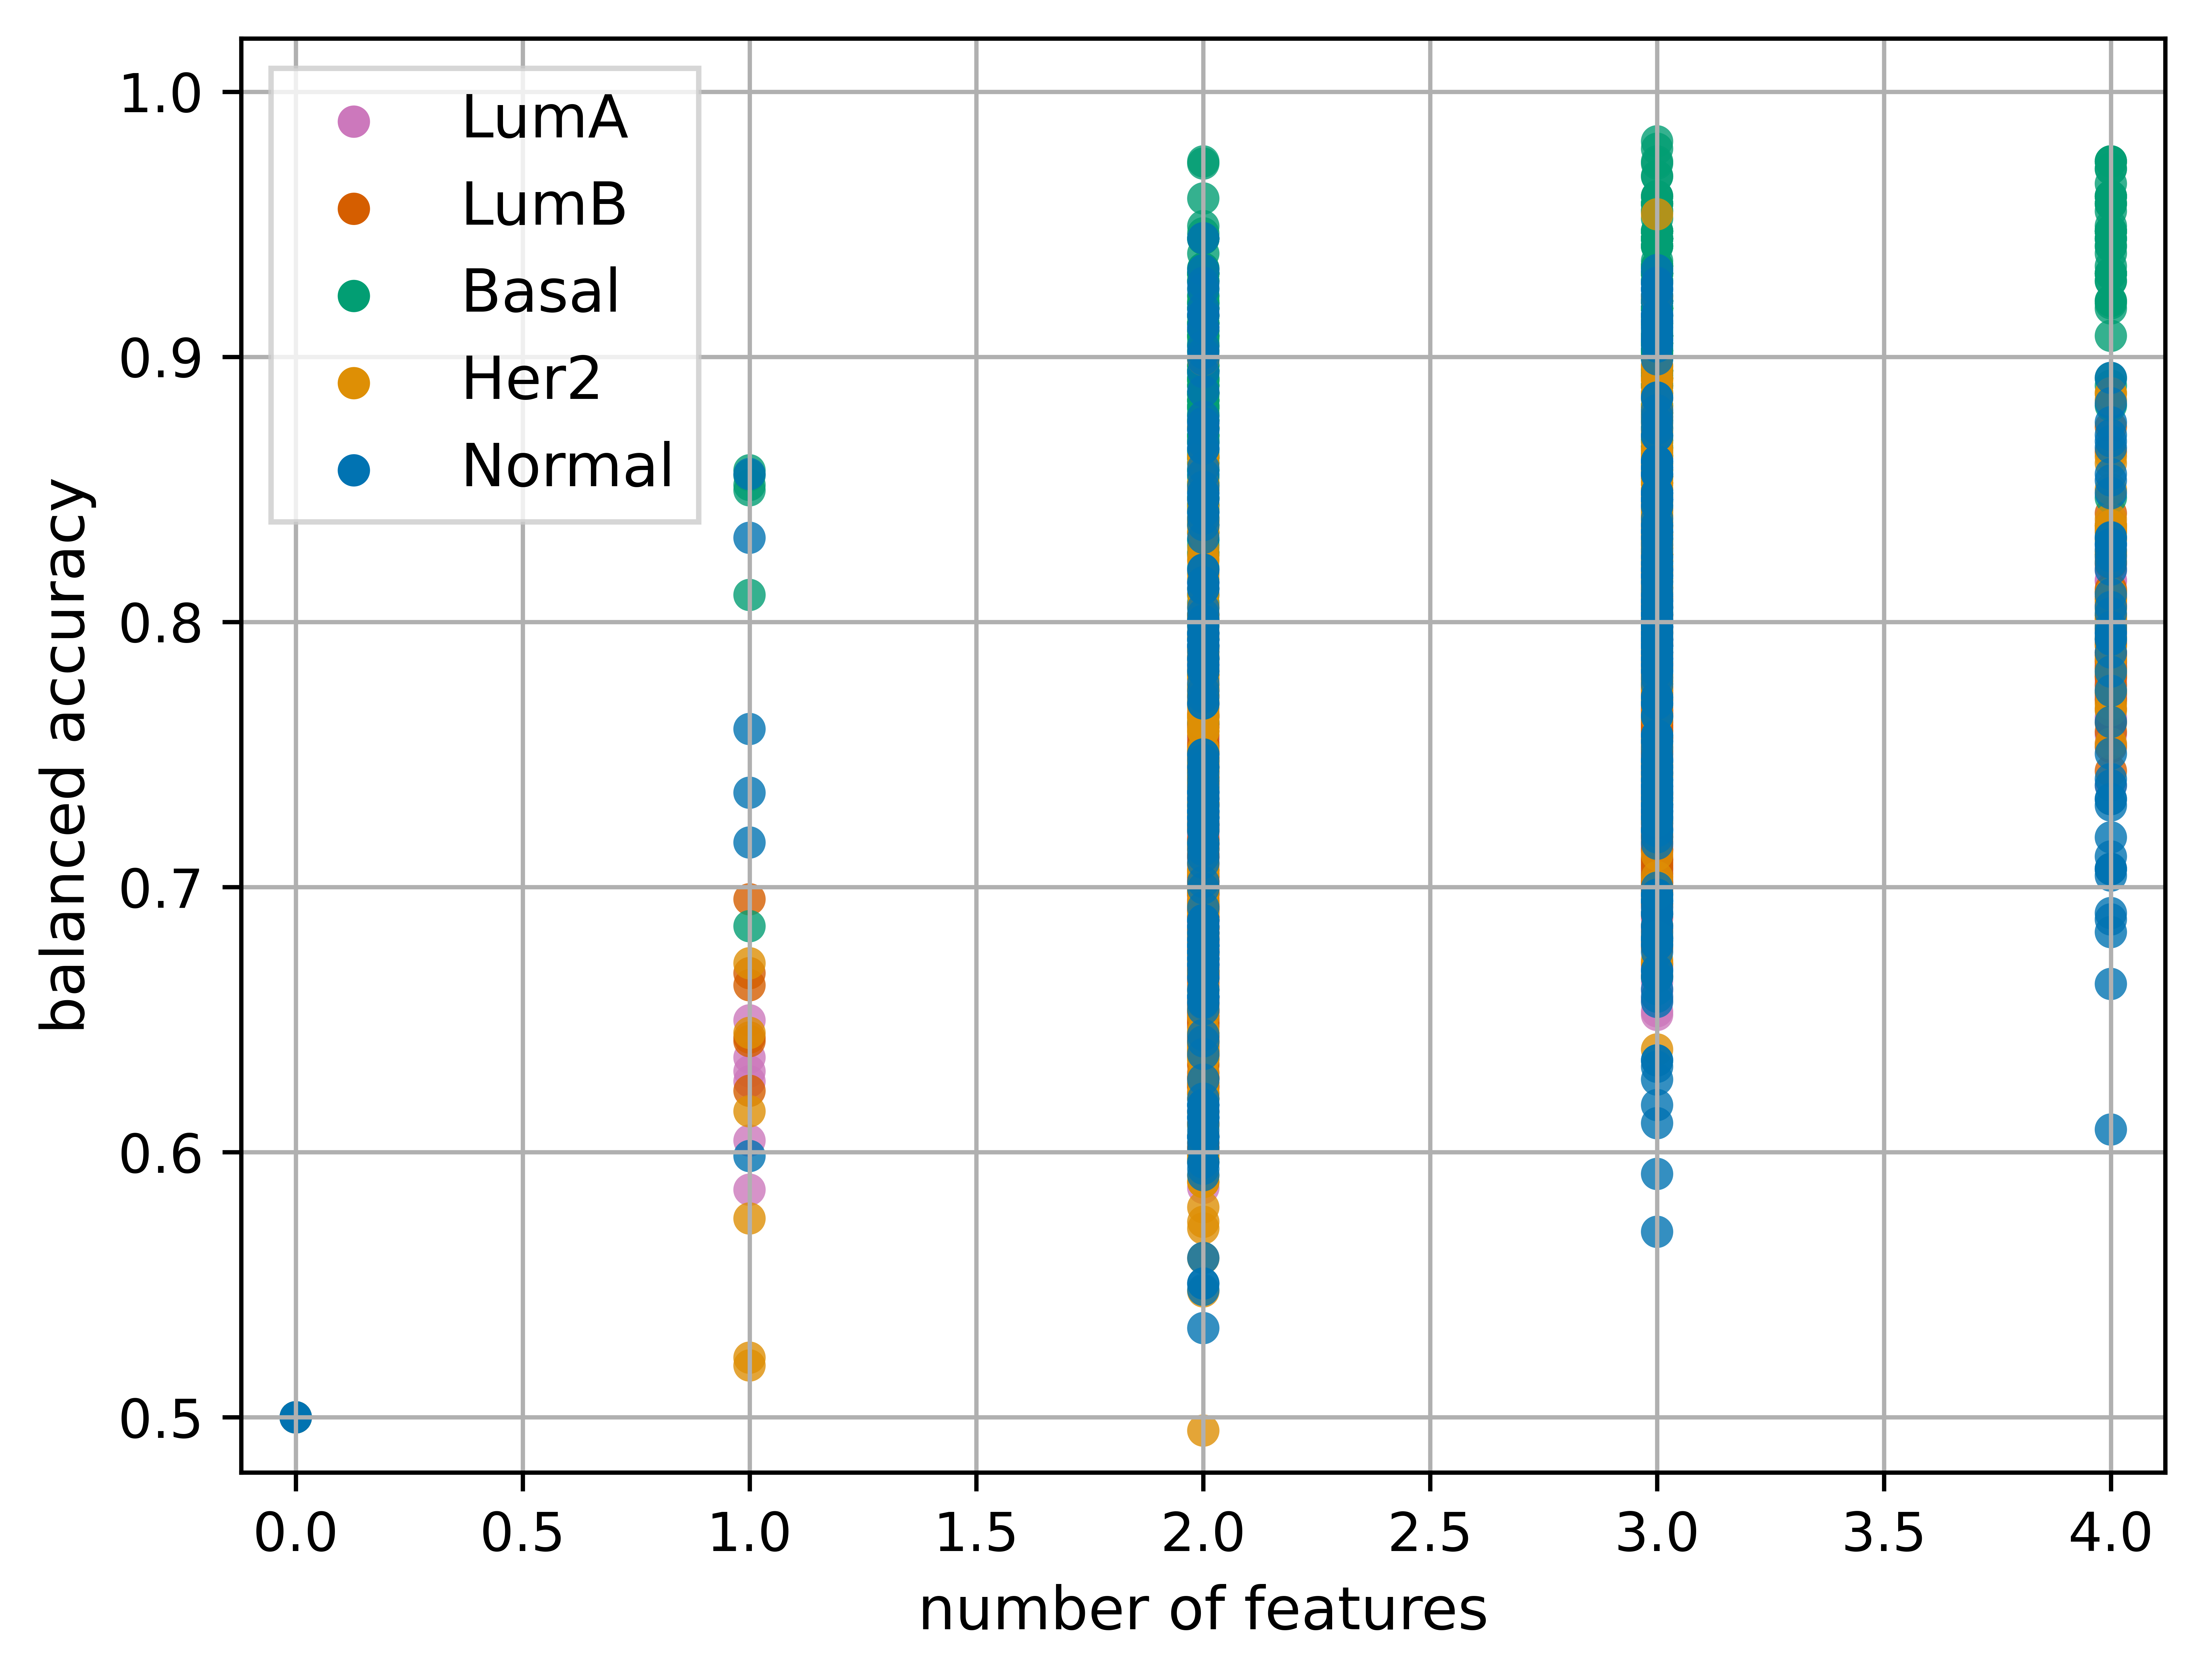 1.0
0.9
0.8
0.7
0.6
0.5
balanced accuracy
LumA
LumB
Basal
Her2
Normal
0.0 0.5 1.0 1.5 2.0 2.5 3.0 3.5 4.0
number of features